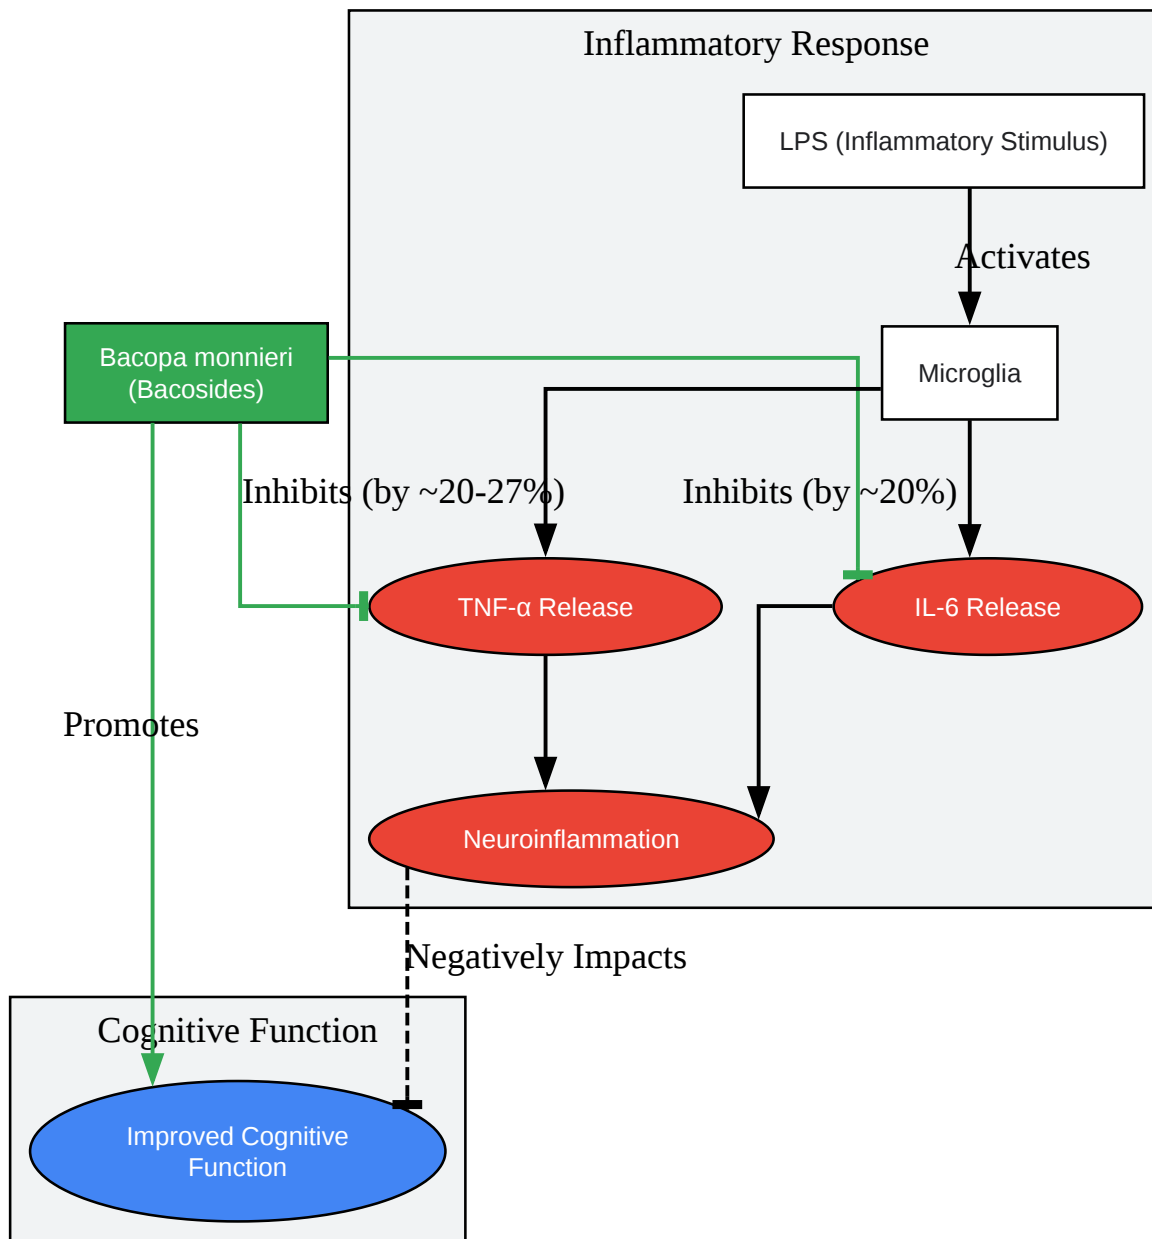 Inflammatory Response
LPS (Inflammatory Stimulus)
Activates
Bacopa monnieri
(Bacosides)
Microglia
Inhibits (by ~20-27%)
Inhibits (by ~20%)
TNF-α Release
IL-6 Release
Promotes
Neuroinflammation
Negatively Impacts
Cognitive Function
Improved Cognitive
Function